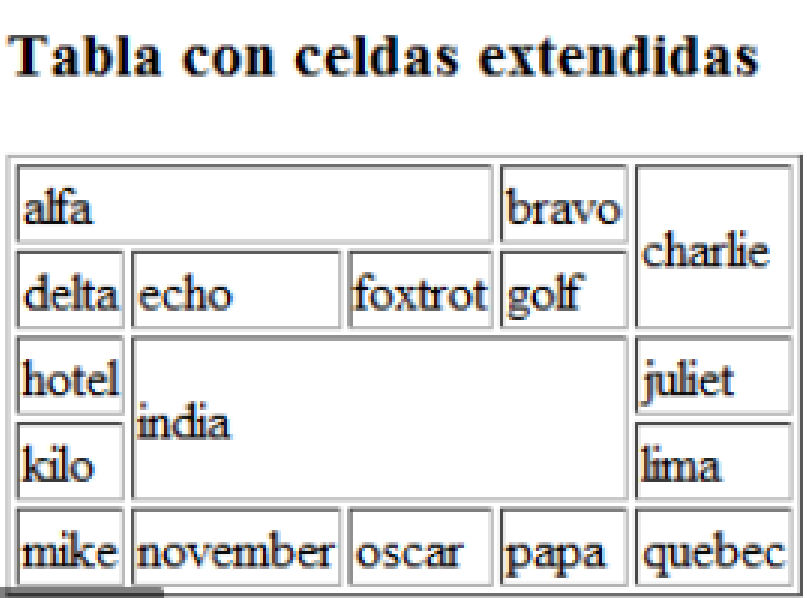 Tabla con celdas extendidas
alfa bravo charlie
delta echo foxtrot golf
hotel india juliet
kilo lima
mike november oscar papa quebec